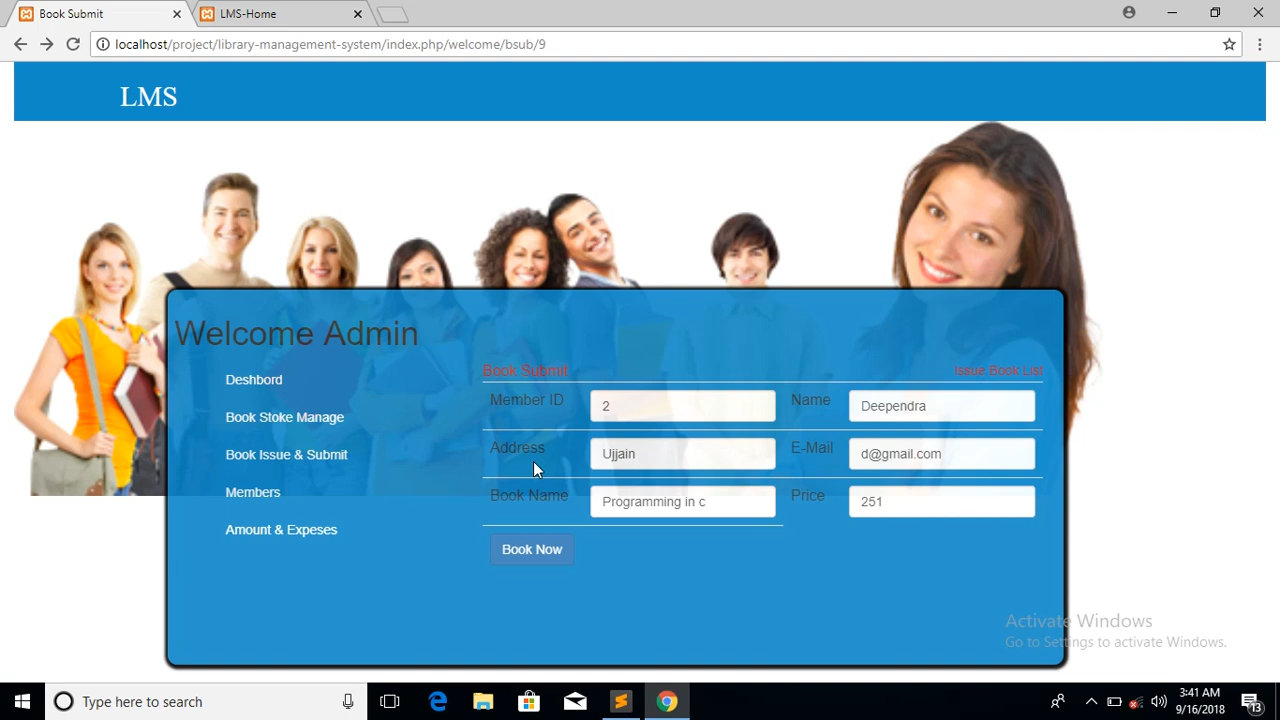 Book Submit
LMS-Home
localhost/project/library-management-system/index.php/welcome/bsub/9
LMS
Welcome Admin
Deshbord
Book Stoke Manage
Book Issue & Submit
Members
Amount & Expeses
Book Submit Issue Book List
Member ID 2 Name Deependra
Address Ujjain E-Mail d@gmail.com
Book Name Programming in c Price 251
Book Now
Activate Windows
Go to Settings to activate Windows.
Type here to search
3:41 AM
9/16/2018
13